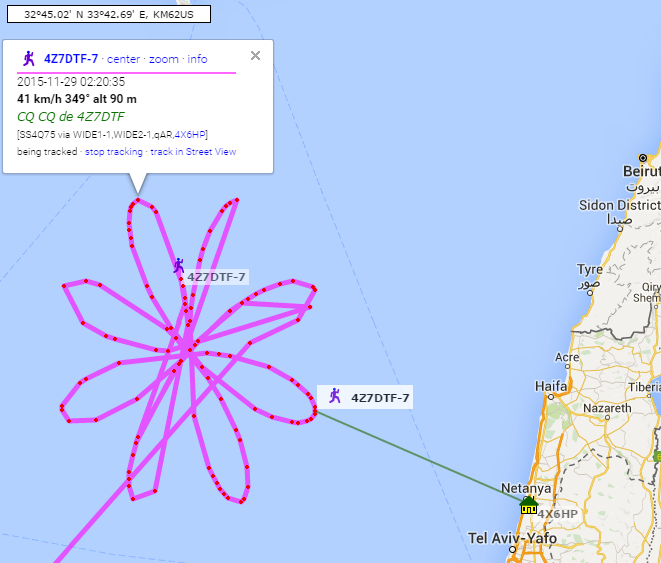 32°45.02' N 33°42.69' E, KM62US
4Z7DTF-7 · center · zoom · info
2015-11-29 02:20:35
41 km/h 349° alt 90 m
CQ CQ de 4Z7DTF
[SS4Q75 via WIDE1-1,WIDE2-1,qAR,4X6HP]
being tracked · stop tracking · track in Street View
Beirut
بيروت
Sidon District
صيدا
4Z7DTF-7
Tyre
صور
Acre
Haifa
Tiberia
4Z7DTF-7
Nazareth
Netanya
4X6HP
Tel Aviv-Yafo